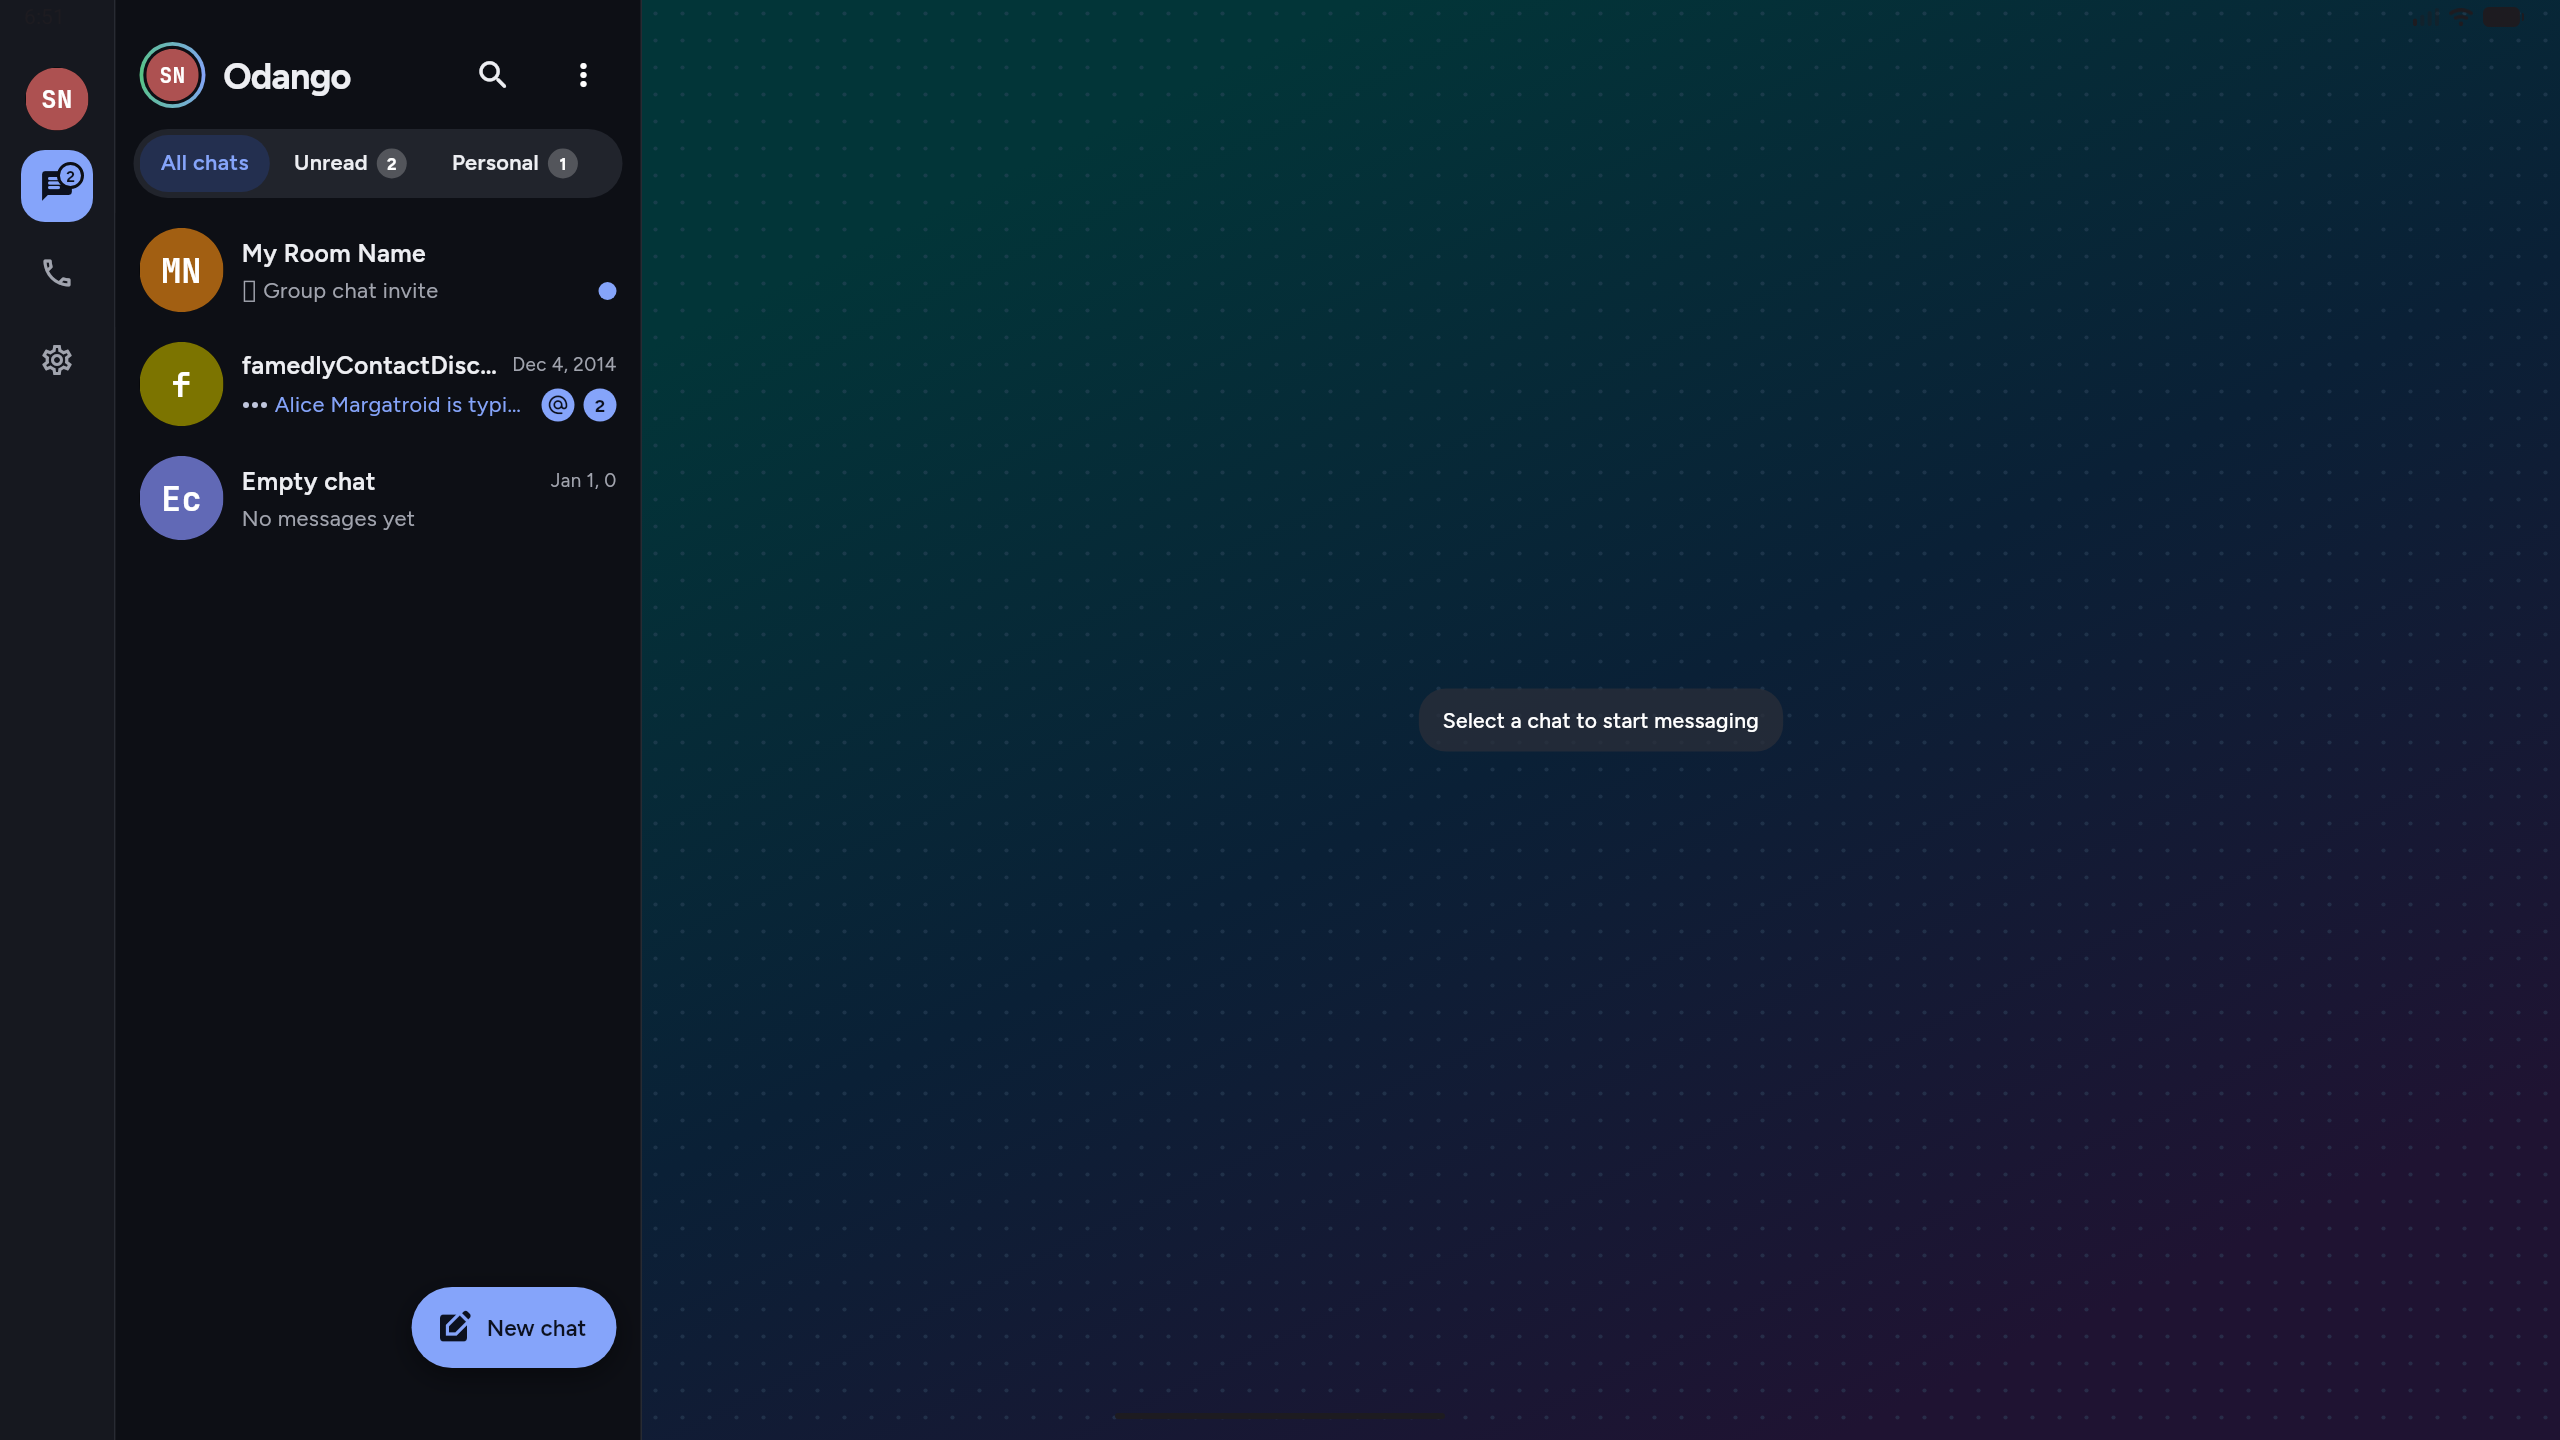 SN
SN
Odango
All chats
Unread 2
Personal 1
2
MN
My Room Name
Group chat invite
f
famedlyContactDisc...
Dec 4, 2014
Alice Margatroid is typi...
@ 2
Ec
Empty chat
Jan 1, 0
No messages yet
Select a chat to start messaging
New chat